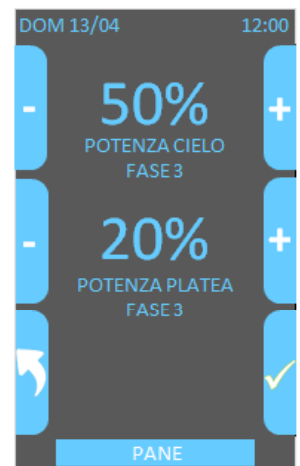 DOM 13/04 12:00
- 50% +
POTENZA CIELO
FASE 3
- 20% +
POTENZA PLATEA
FASE 3
PANE